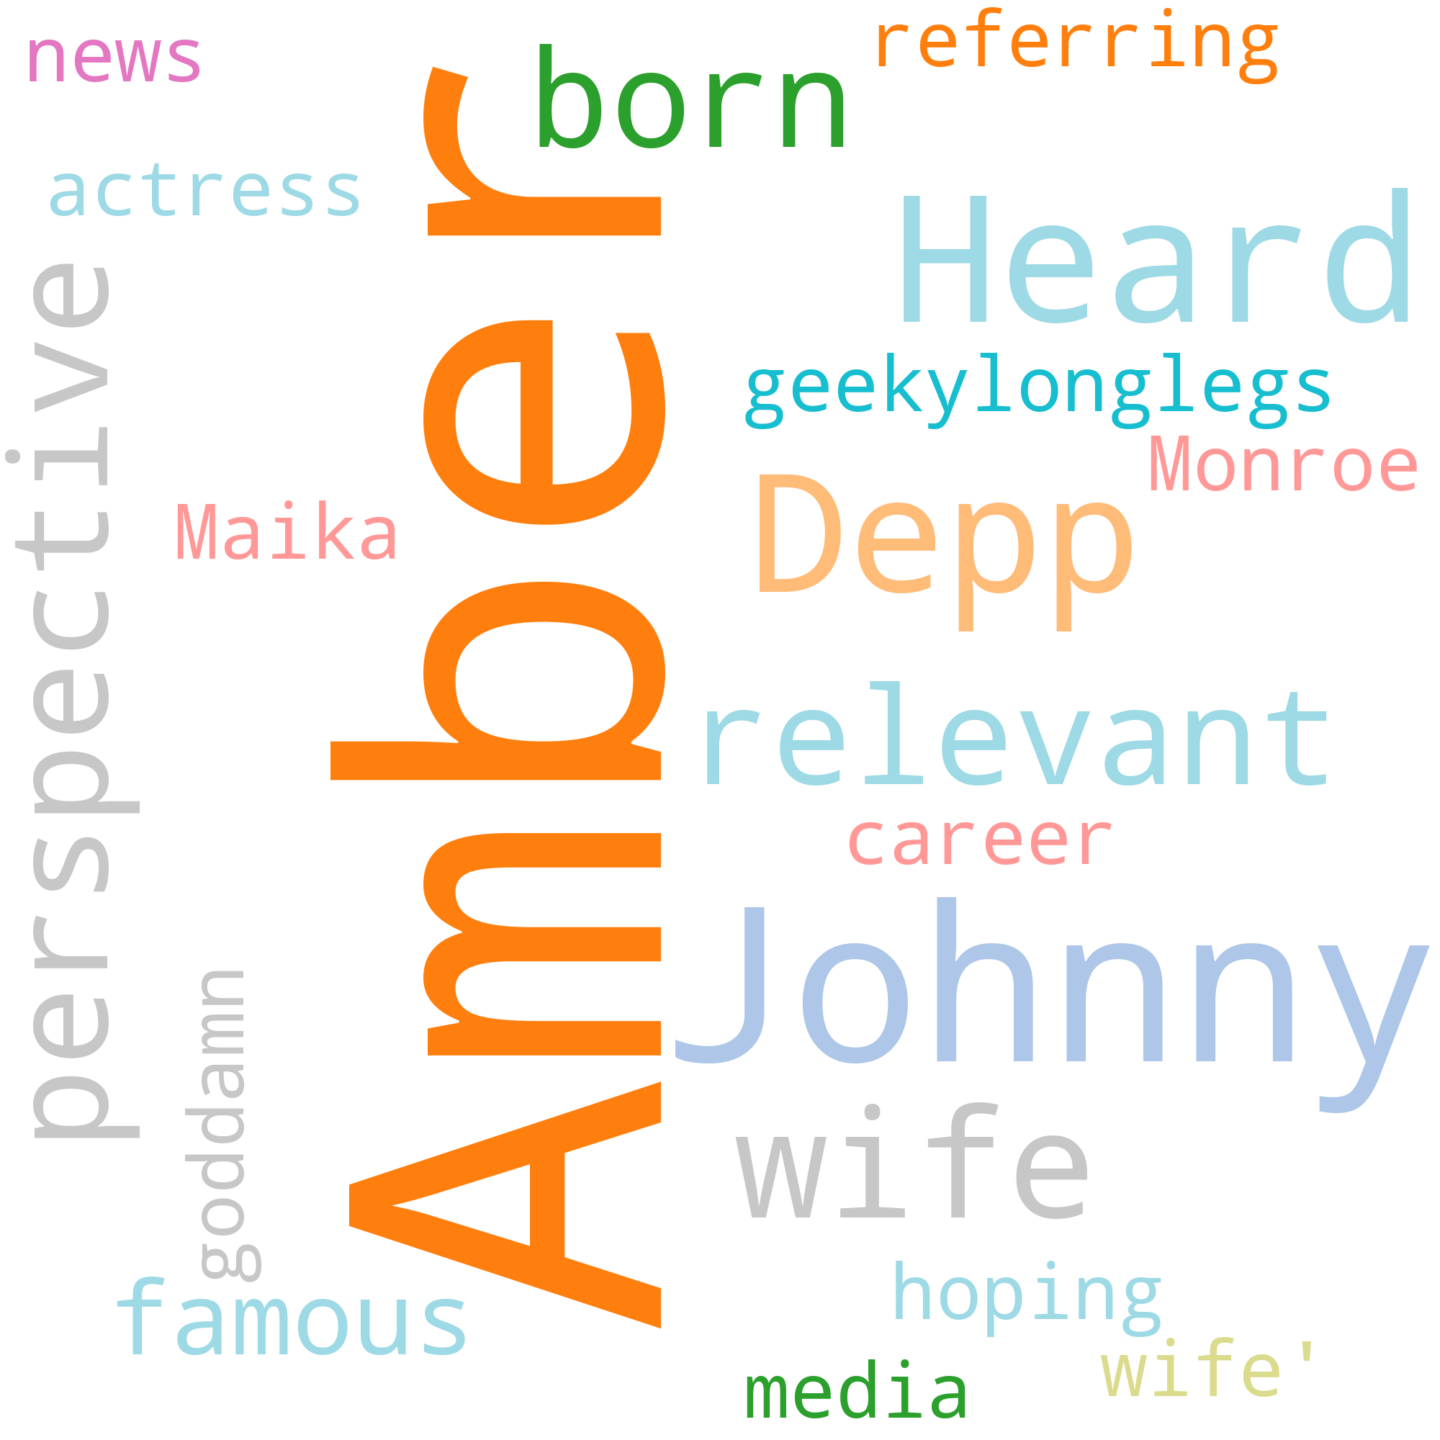 news
referring
born
actress
Heard
perspective
Amber
geekylonglegs
Monroe
Maika
Depp
relevant
career
Johnny
goddamn
wife
famous
hoping
wife'
media